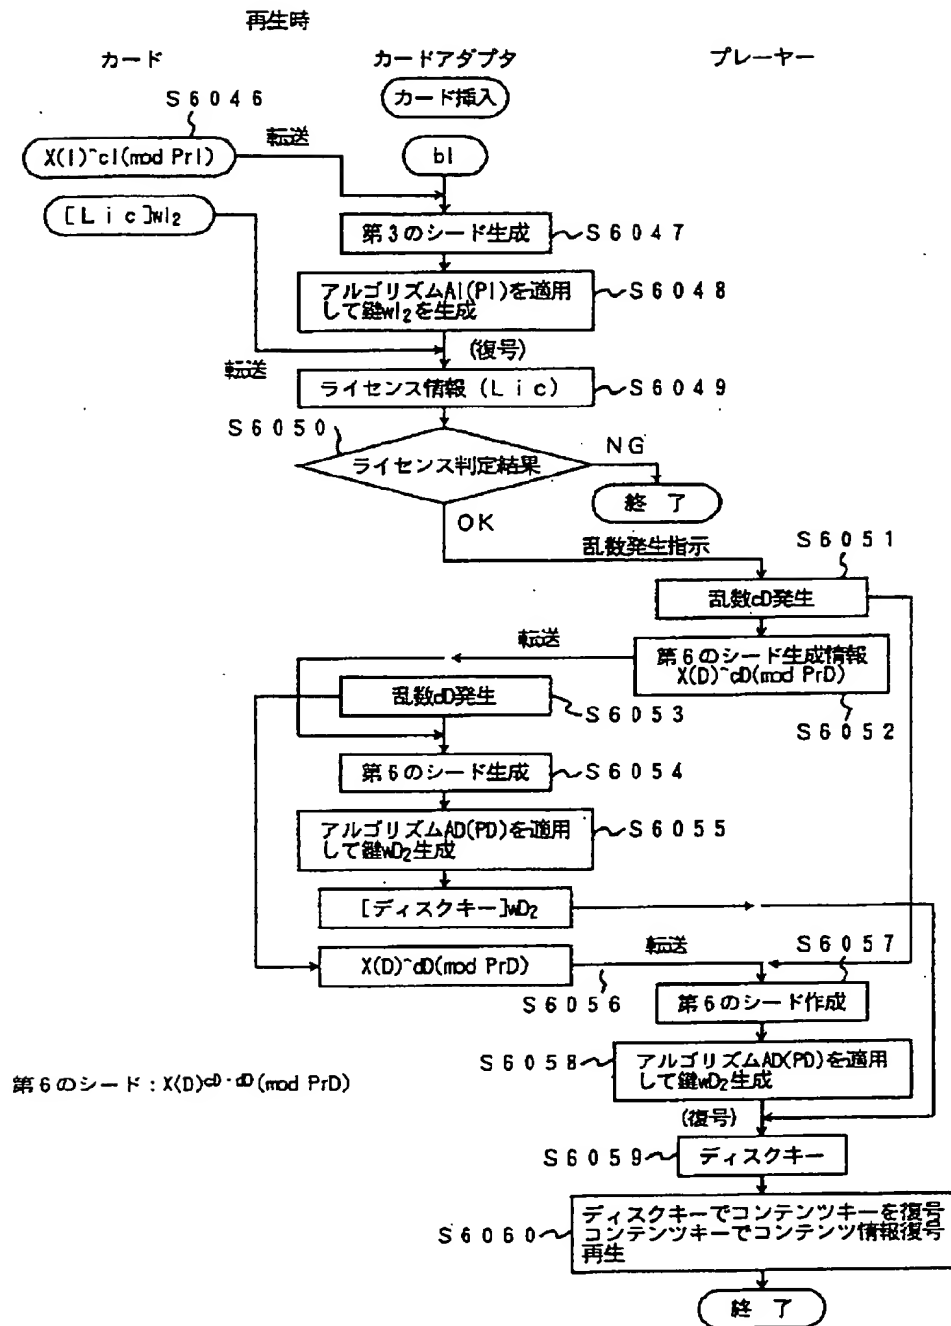 再生時
カード
カードアダプタ
プレーヤー
S6046
カード挿入
転送
X(I)^cI(mod PrI)
bI
[Lic]wI2
第3のシード生成
S6047
アルゴリズムAI(PI)を適用
して鍵wI2を生成
S6048
(復号)
転送
ライセンス情報(Lic)
S6049
S6050
ライセンス判定結果
NG
終了
OK
乱数発生指示
S6051
乱数cD発生
転送
第6のシード生成情報
X(D)^cD(mod PrD)
乱数dD発生
S6053
S6052
第6のシード生成
S6054
アルゴリズムAD(PD)を適用
して鍵wD2生成
S6055
[ディスクキー]wD2
転送
S6057
X(D)^dD(mod PrD)
S6056
第6のシード作成
S6058
アルゴリズムAD(PD)を適用
して鍵wD2生成
第6のシード:X(D)cD・dD(mod PrD)
(復号)
S6059
ディスクキー
S6060
ディスクキーでコンテンツキーを復号
コンテンツキーでコンテンツ情報復号
再生
終了